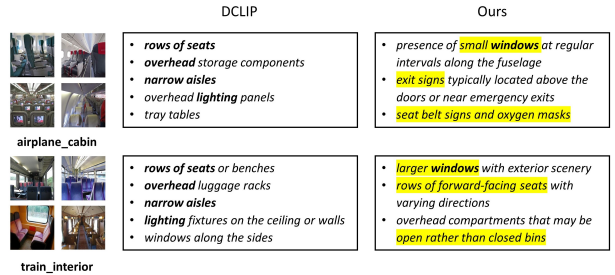 DCLIP
Ours
• rows of seats
• overhead storage components
• narrow aisles
• overhead lighting panels
• tray tables
• presence of small windows at regular
intervals along the fuselage
• exit signs typically located above the
doors or near emergency exits
• seat belt signs and oxygen masks
airplane_cabin
• rows of seats or benches
• overhead luggage racks
• narrow aisles
• lighting fixtures on the ceiling or walls
• windows along the sides
• larger windows with exterior scenery
• rows of forward-facing seats with
varying directions
• overhead compartments that may be
open rather than closed bins
train_interior